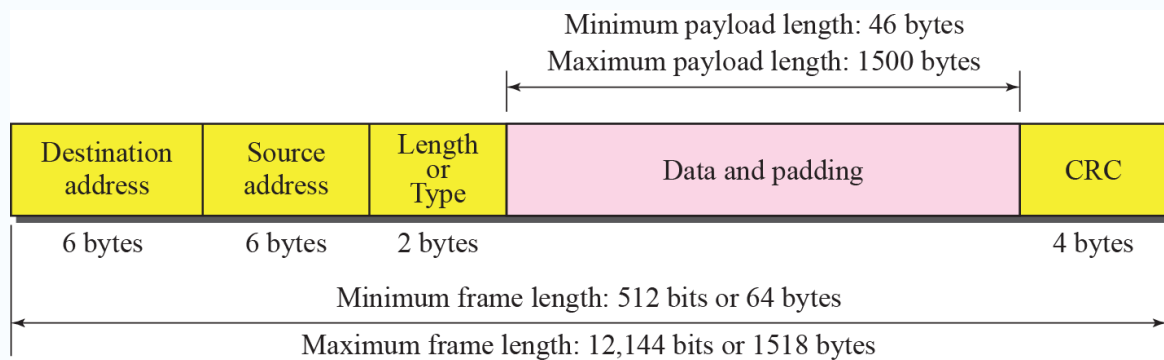 Minimum payload length: 46 bytes
Maximum payload length: 1500 bytes
Destination
address
Source
address
Length
or
Type
Data and padding
CRC
6 bytes
6 bytes
2 bytes
4 bytes
Minimum frame length: 512 bits or 64 bytes
Maximum frame length: 12,144 bits or 1518 bytes